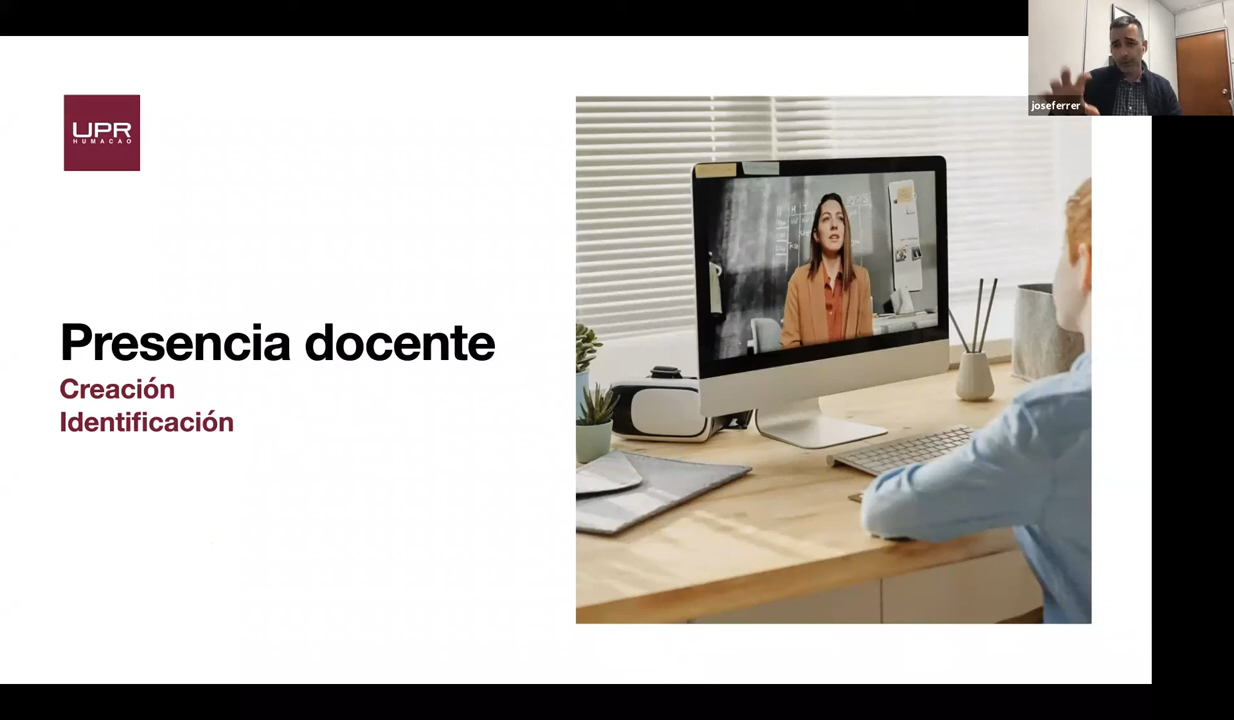 UPR
HUMACAO
Presencia docente
Creación
Identificación
joseferrer